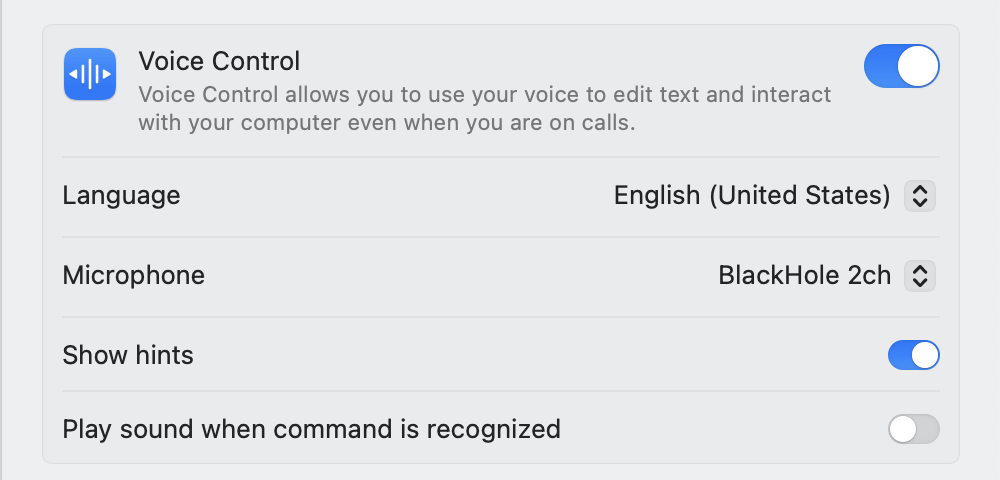 Voice Control
Voice Control allows you to use your voice to edit text and interact
with your computer even when you are on calls.
Language English (United States)
Microphone BlackHole 2ch
Show hints
Play sound when command is recognized